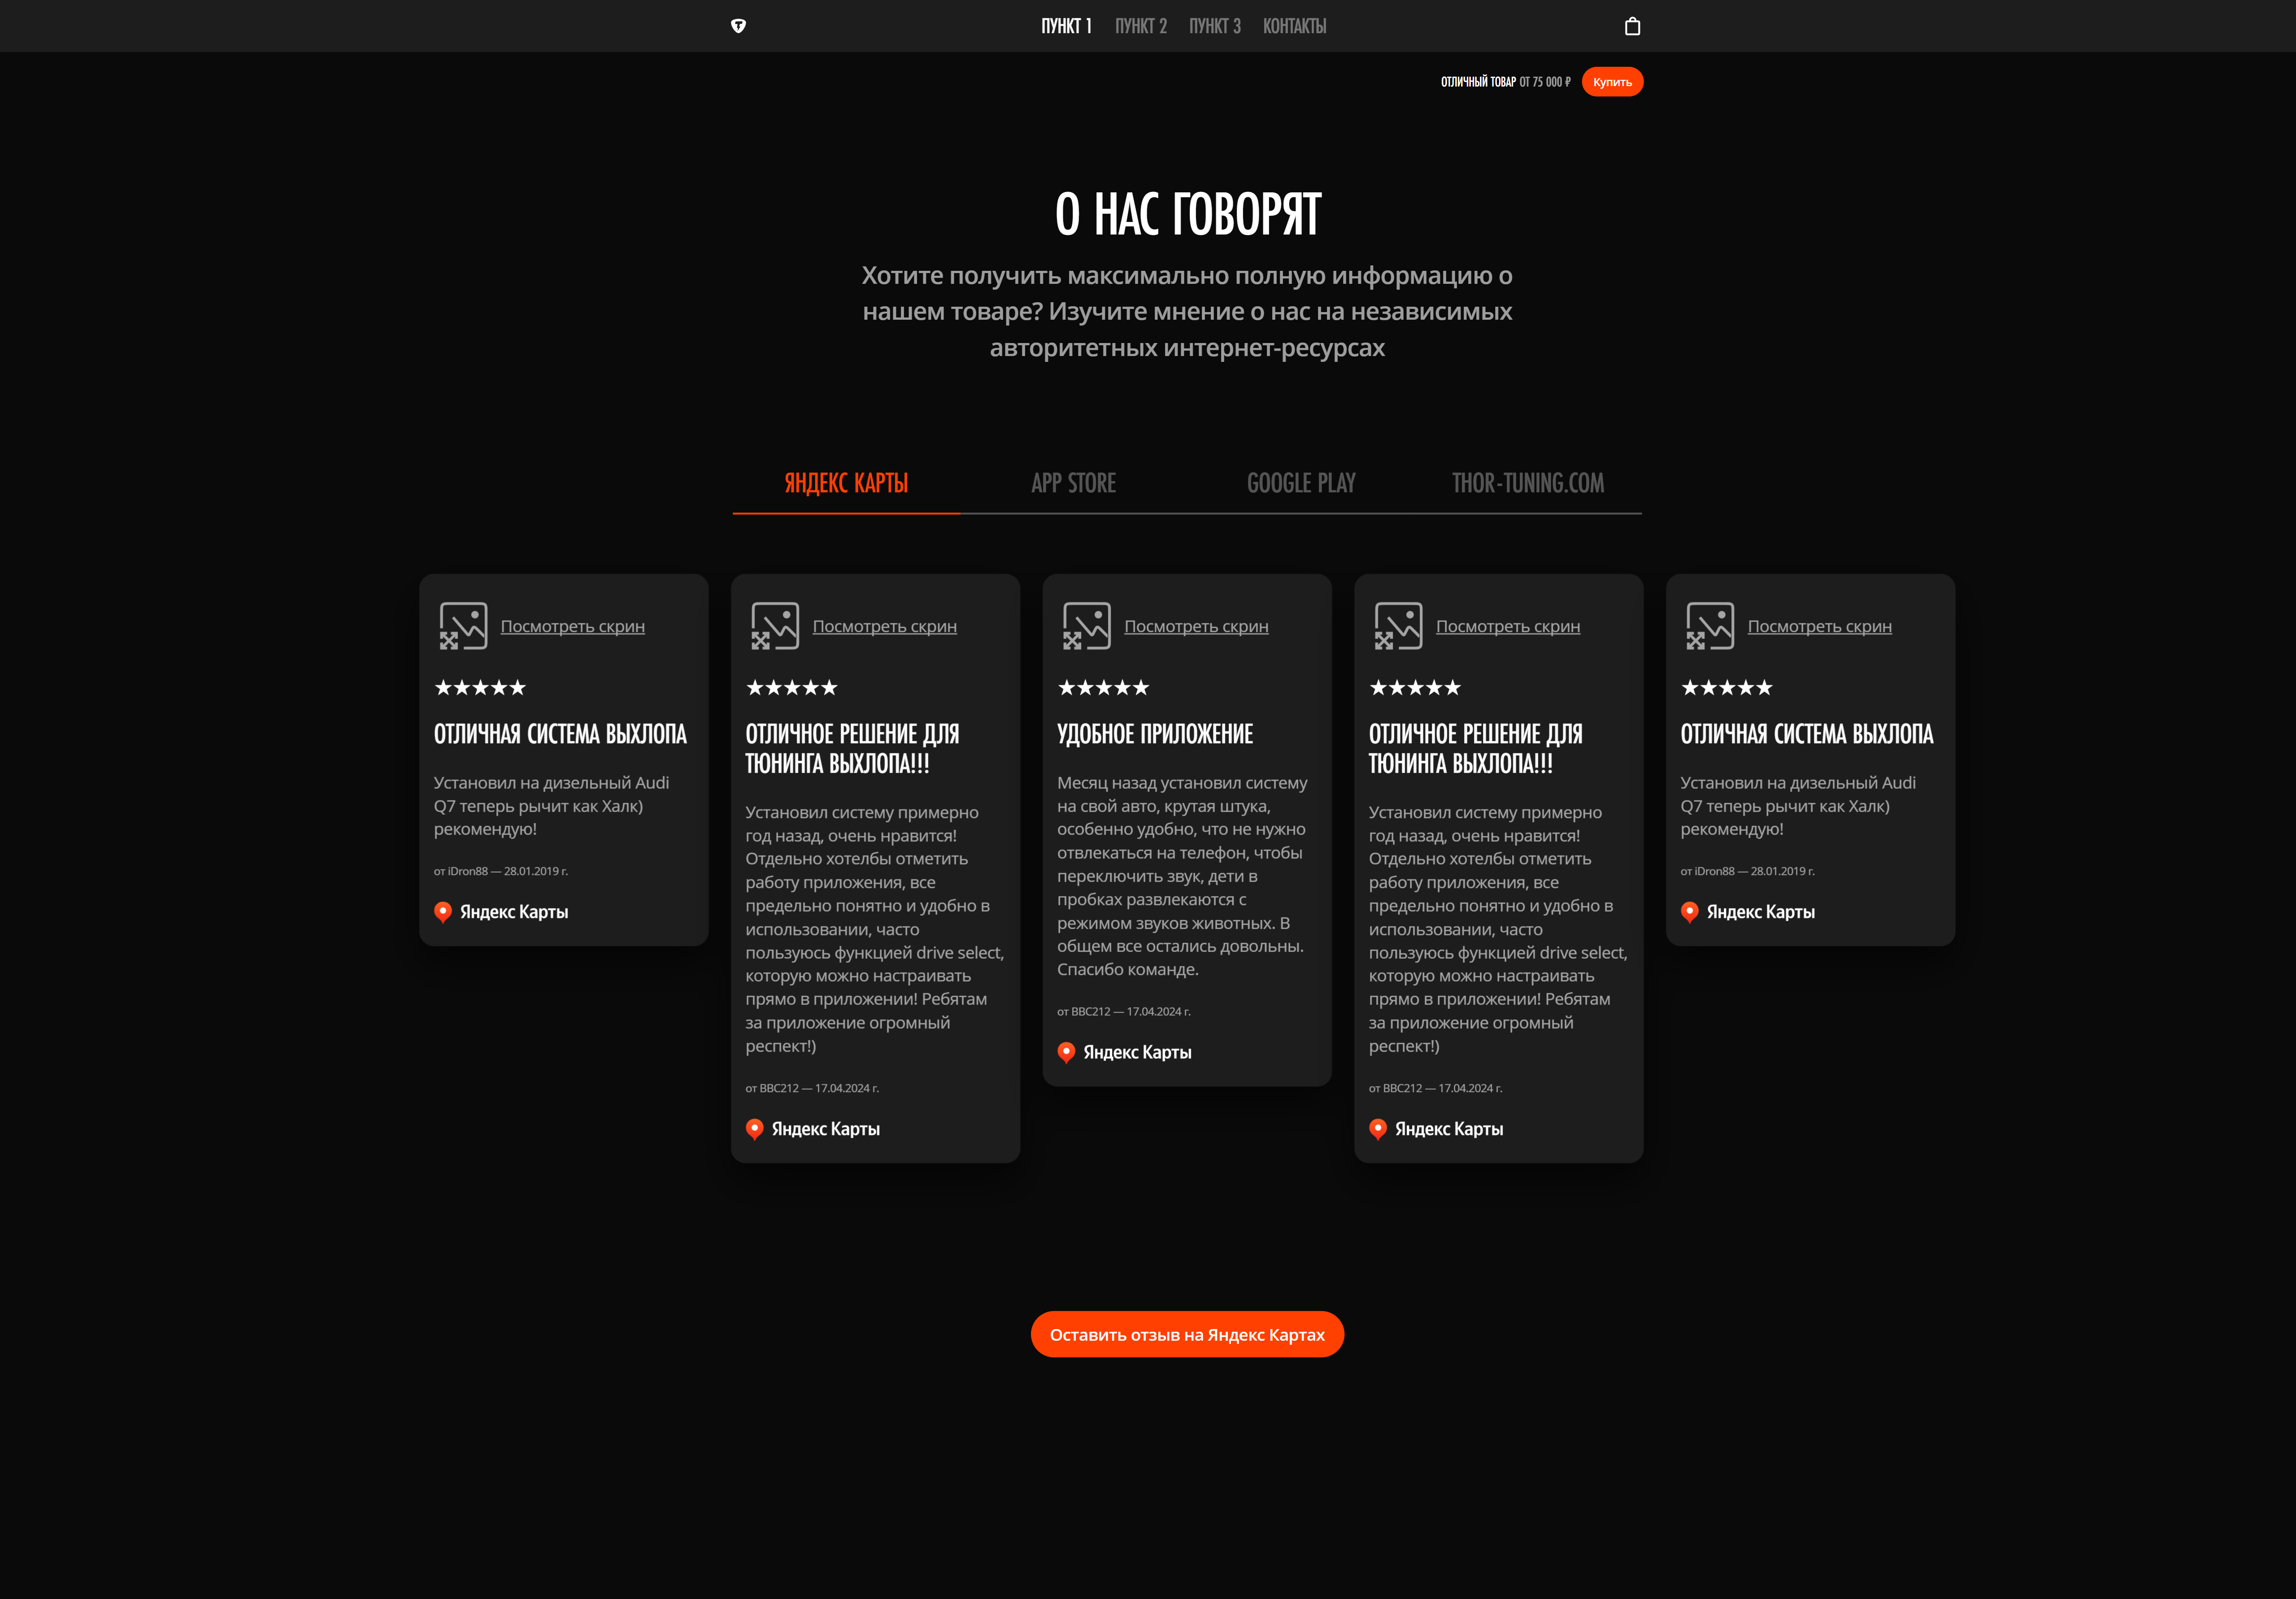 ПУНКТ 1 ПУНКТ 2 ПУНКТ 3 КОНТАКТЫ
ОТЛИЧНЫЙ ТОВАР ОТ 75 000 ₽ Купить
О НАС ГОВОРЯТ
Хотите получить максимально полную информацию о
нашем товаре? Изучите мнение о нас на независимых
авторитетных интернет-ресурсах
ЯНДЕКС КАРТЫ APP STORE GOOGLE PLAY THOR-TUNING.COM
Посмотреть скрин
★★★★★
ОТЛИЧНАЯ СИСТЕМА ВЫХЛОПА
Установил на дизельный Audi
Q7 теперь рычит как Халк)
рекомендую!
от iDron88 — 28.01.2019 г.
Яндекс Карты
Посмотреть скрин
★★★★★
ОТЛИЧНОЕ РЕШЕНИЕ ДЛЯ
ТЮНИНГА ВЫХЛОПА!!!
Установил систему примерно
год назад, очень нравится!
Отдельно хотелбы отметить
работу приложения, все
предельно понятно и удобно в
использовании, часто
пользуюсь функцией drive select,
которую можно настраивать
прямо в приложении! Ребятам
за приложение огромный
респект!)
от BBC212 — 17.04.2024 г.
Яндекс Карты
Посмотреть скрин
★★★★★
УДОБНОЕ ПРИЛОЖЕНИЕ
Месяц назад установил систему
на свой авто, крутая штука,
особенно удобно, что не нужно
отвлекаться на телефон, чтобы
переключить звук, дети в
пробках развлекаются с
режимом звуков животных. В
общем все остались довольны.
Спасибо команде.
от BBC212 — 17.04.2024 г.
Яндекс Карты
Посмотреть скрин
★★★★★
ОТЛИЧНОЕ РЕШЕНИЕ ДЛЯ
ТЮНИНГА ВЫХЛОПА!!!
Установил систему примерно
год назад, очень нравится!
Отдельно хотелбы отметить
работу приложения, все
предельно понятно и удобно в
использовании, часто
пользуюсь функцией drive select,
которую можно настраивать
прямо в приложении! Ребятам
за приложение огромный
респект!)
от BBC212 — 17.04.2024 г.
Яндекс Карты
Посмотреть скрин
★★★★★
ОТЛИЧНАЯ СИСТЕМА ВЫХЛОПА
Установил на дизельный Audi
Q7 теперь рычит как Халк)
рекомендую!
от iDron88 — 28.01.2019 г.
Яндекс Карты
Оставить отзыв на Яндекс Картах